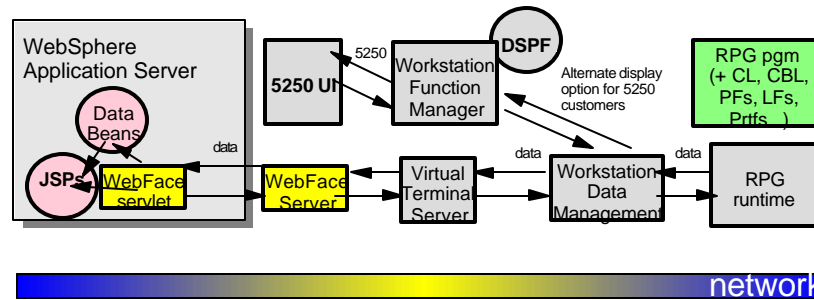 WebSphere
Application Server
Data
Beans
JSPs
WebFace
servlet
data
5250 UI
5250
Workstation
Function
Manager
DSPF
Alternate display
option for 5250
customers
RPG pgm
(+ CL, CBL,
PFs, LFs,
Prtfs...)
WebFace
Server
Virtual
Terminal
Server
data
Workstation
Data
Management
data
RPG
runtime
network